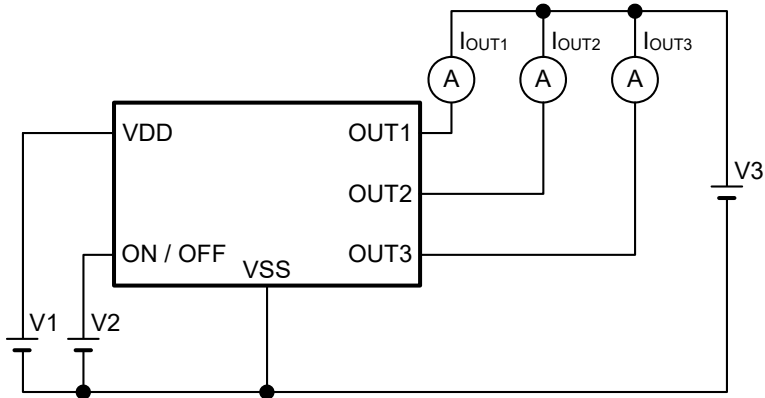 IOUT1 IOUT2 IOUT3
A A A
VDD OUT1
OUT2 V3
ON / OFF VSS OUT3
V1 V2